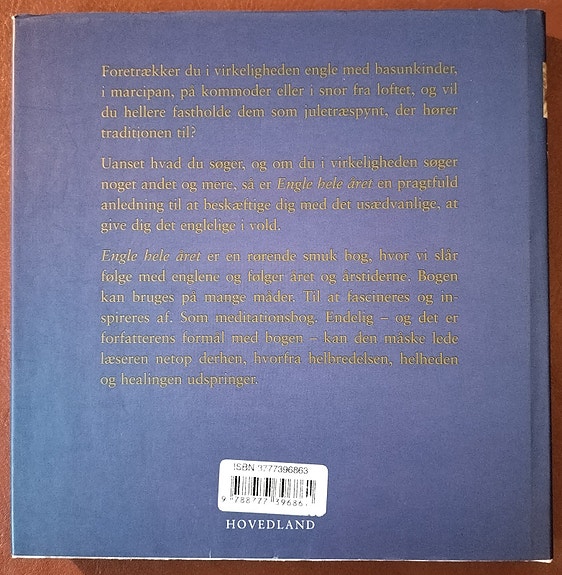 Foretrækker du i virkeligheden engle med basunkinder,
i marcipan, på kommoder eller i snor fra loftet, og vil
du hellere fastholde dem som juletræspynt, der hører
traditionen til?
Uanset hvad du søger, og om du i virkeligheden søger
noget andet og mere, så er Engle hele året en pragtfuld
anledning til at beskæftige dig med det usædvanlige, at
give dig det englelige i vold.
Engle hele året er en rørende smuk bog, hvor vi slår
følge med englene og følger året og årstiderne. Bogen
kan bruges på mange måder. Til at fascineres og in-
spireres af. Som meditationsbog. Endelig – og det er
forfatterens formål med bogen – kan den måske lede
læseren netop derhen, hvorfra helbredelsen, helheden
og healingen udspringer.
ISBN 8777396863
9 788777 39686
HOVEDLAND